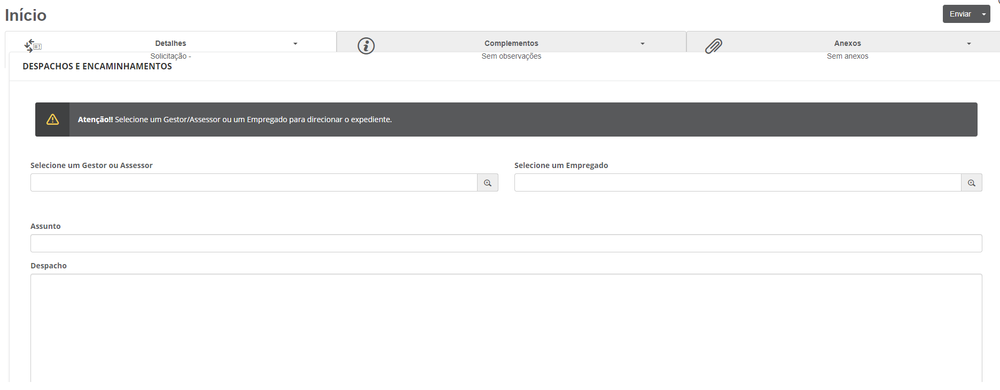 Início
Enviar
Detalhes
Solicitação -
Complementos
Sem observações
Anexos
Sem anexos
DESPACHOS E ENCAMINHAMENTOS
Atenção!! Selecione um Gestor/Assessor ou um Empregado para direcionar o expediente.
Selecione um Gestor ou Assessor
Selecione um Empregado
Assunto
Despacho